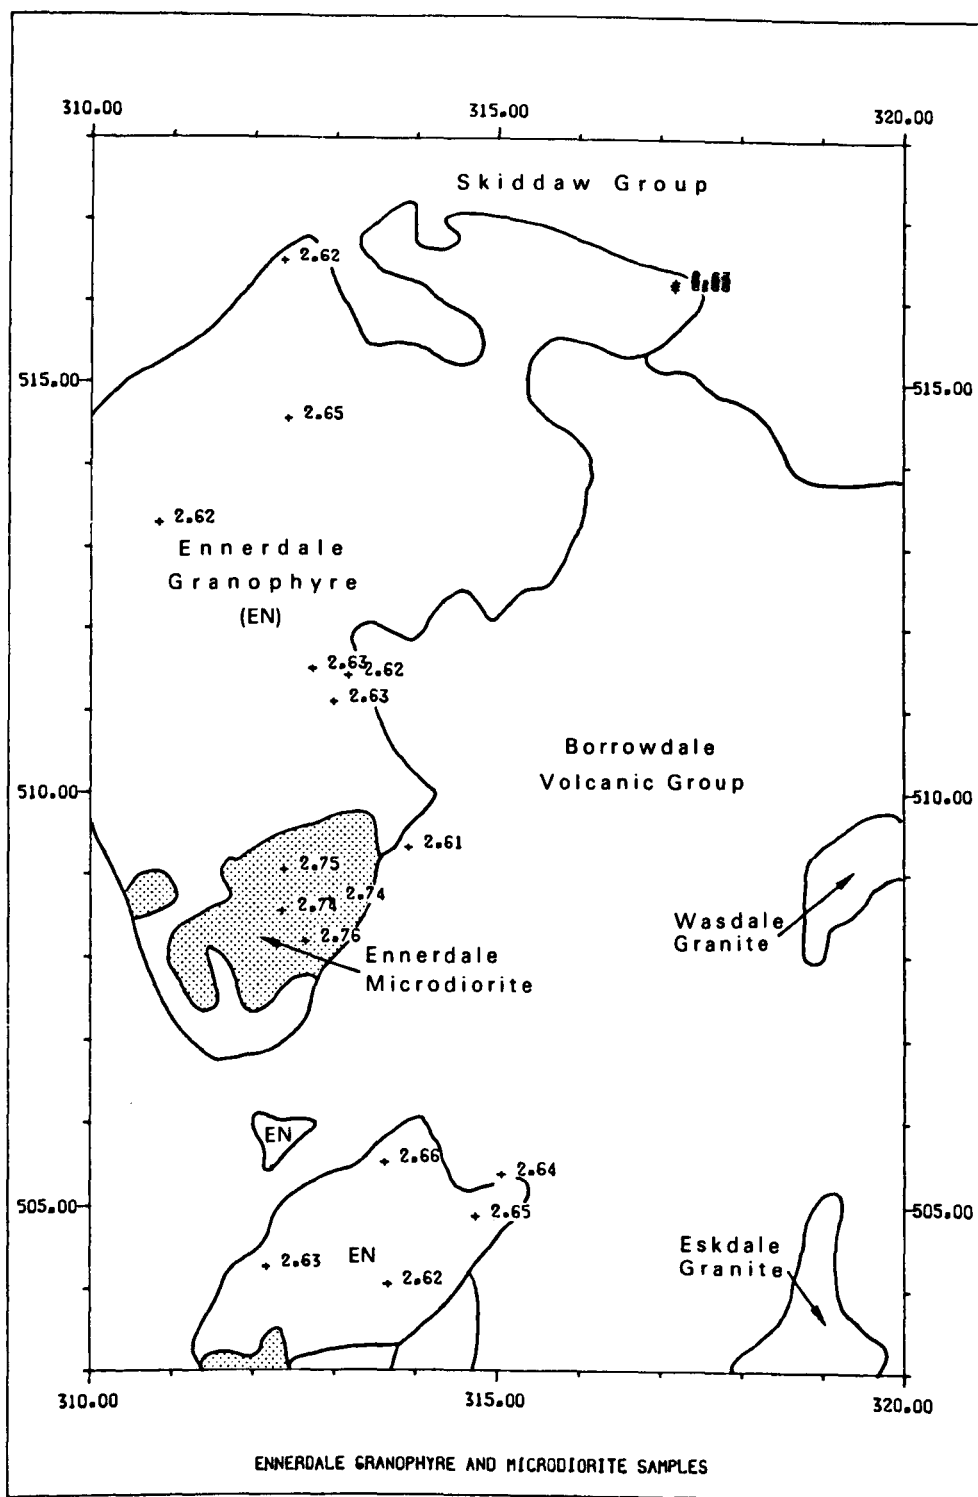 310.00
315.00
320.00
Skiddaw Group
2.62
515.00
515.00
2.65
2.62
Ennerdale
Granophyre
(EN)
2.63
2.62
2.63
Borrowdale
Volcanic Group
510.00
510.00
2.61
2.75
2.74
2.74
2.76
Ennerdale
Microdiorite
Wasdale
Granite
EN
2.66
2.64
505.00
505.00
2.65
2.63
EN
2.62
Eskdale
Granite
310.00
315.00
320.00
ENNERDALE GRANOPHYRE AND MICRODIORITE SAMPLES